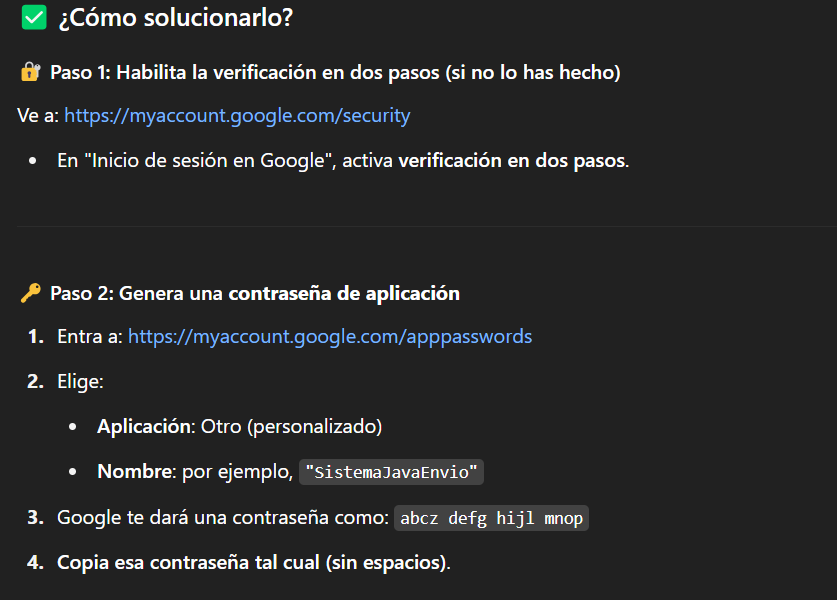 ✅ ¿Cómo solucionarlo?
🔐 Paso 1: Habilita la verificación en dos pasos (si no lo has hecho)
Ve a: https://myaccount.google.com/security
• En "Inicio de sesión en Google", activa verificación en dos pasos.
🔑 Paso 2: Genera una contraseña de aplicación
1. Entra a: https://myaccount.google.com/apppasswords
2. Elige:
• Aplicación: Otro (personalizado)
• Nombre: por ejemplo, "SistemaJavaEnvio"
3. Google te dará una contraseña como: abcz defg hijl mnop
4. Copia esa contraseña tal cual (sin espacios).